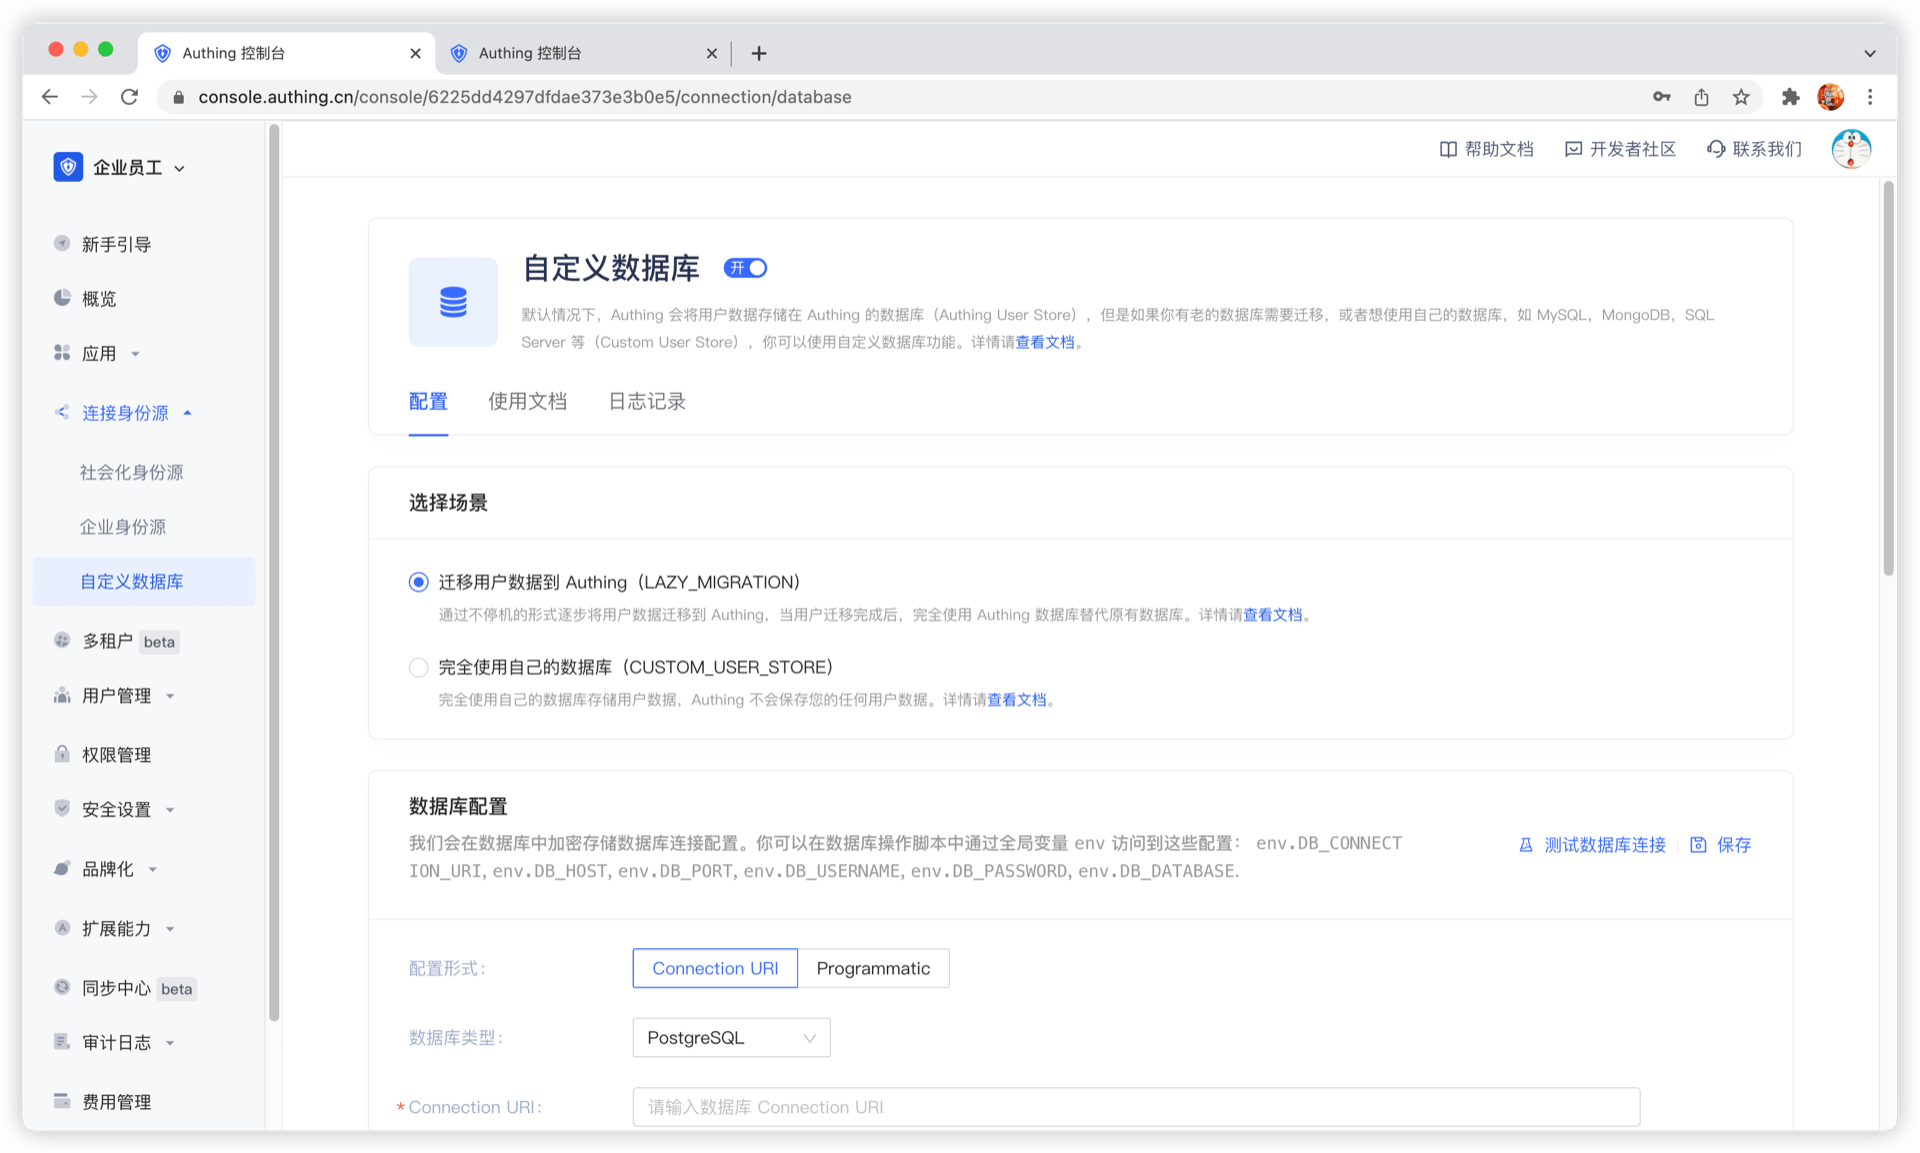 Authing 控制台
Authing 控制台
console.authing.cn/console/6225dd4297dfdae373e3b0e5/connection/database
企业员工
帮助文档
开发者社区
联系我们
新手引导
概览
应用
连接身份源
社会化身份源
企业身份源
自定义数据库
多租户 beta
用户管理
权限管理
安全设置
品牌化
扩展能力
同步中心 beta
审计日志
费用管理
自定义数据库 开
默认情况下，Authing 会将用户数据存储在 Authing 的数据库（Authing User Store），但是如果你有老的数据库需要迁移，或者想使用自己的数据库，如 MySQL，MongoDB，SQL
Server 等（Custom User Store），你可以使用自定义数据库功能。详情请查看文档。
配置
使用文档
日志记录
选择场景
迁移用户数据到 Authing（LAZY_MIGRATION）
通过不停机的形式逐步将用户数据迁移到 Authing，当用户迁移完成后，完全使用 Authing 数据库替代原有数据库。详情请查看文档。
完全使用自己的数据库（CUSTOM_USER_STORE）
完全使用自己的数据库存储用户数据，Authing 不会保存您的任何用户数据。详情请查看文档。
数据库配置
我们会在数据库中加密存储数据库连接配置。你可以在数据库操作脚本中通过全局变量 env 访问到这些配置： env.DB_CONNECT
ION_URI, env.DB_HOST, env.DB_PORT, env.DB_USERNAME, env.DB_PASSWORD, env.DB_DATABASE.
测试数据库连接
保存
配置形式：
Connection URI
Programmatic
数据库类型：
PostgreSQL
* Connection URI：
请输入数据库 Connection URI